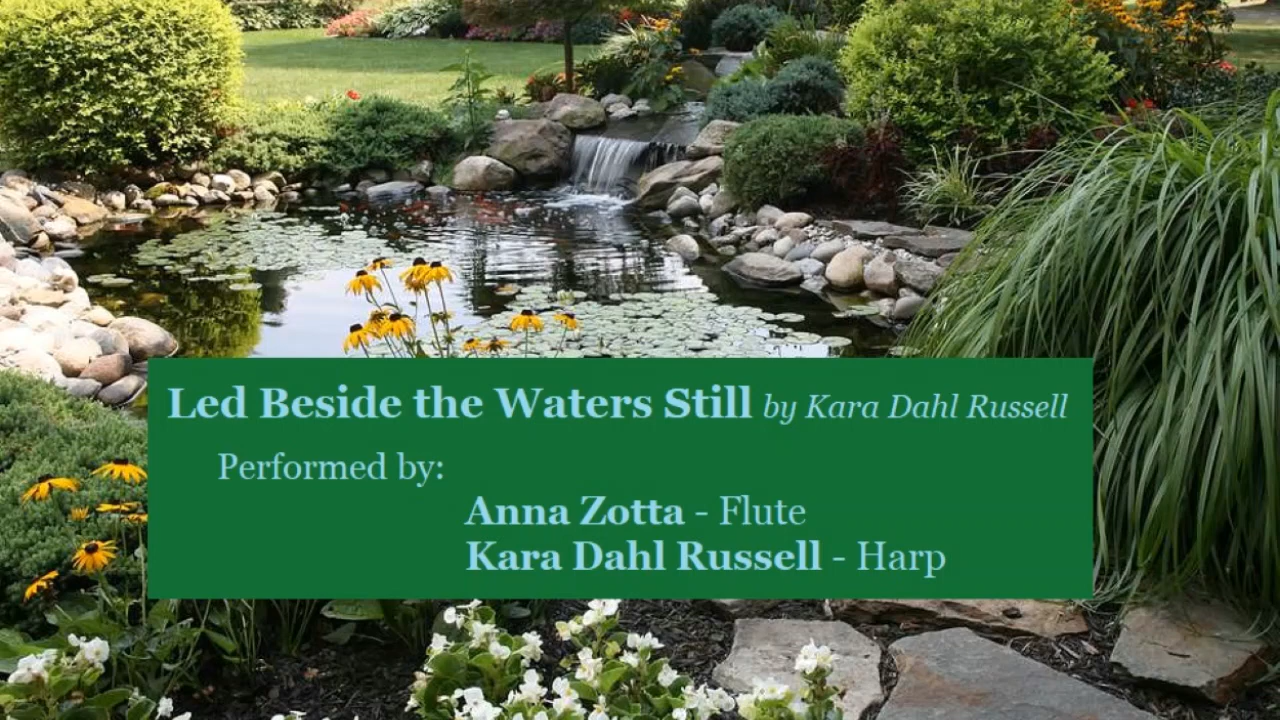 Led Beside the Waters Still by Kara Dahl Russell
Performed by:
Anna Zotta - Flute
Kara Dahl Russell - Harp